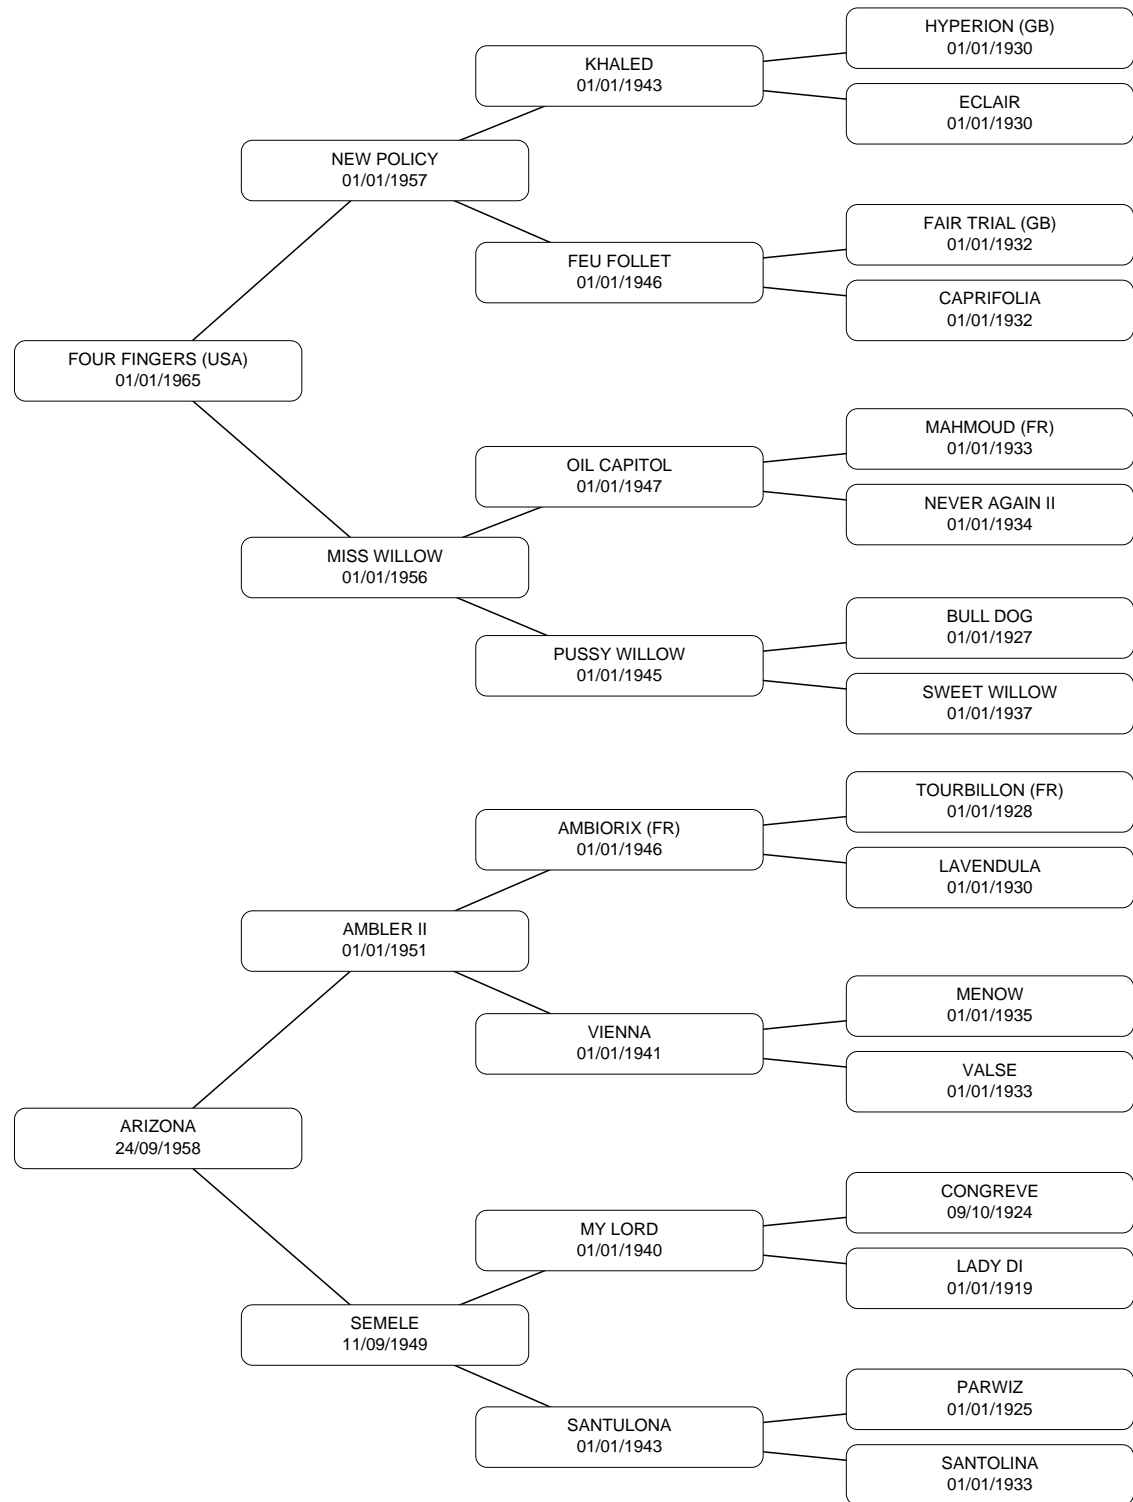 HYPERION (GB)
01/01/1930
KHALED
01/01/1943
ECLAIR
01/01/1930
NEW POLICY
01/01/1957
FAIR TRIAL (GB)
01/01/1932
FEU FOLLET
01/01/1946
CAPRIFOLIA
01/01/1932
FOUR FINGERS (USA)
01/01/1965
MAHMOUD (FR)
01/01/1933
OIL CAPITOL
01/01/1947
NEVER AGAIN II
01/01/1934
MISS WILLOW
01/01/1956
BULL DOG
01/01/1927
PUSSY WILLOW
01/01/1945
SWEET WILLOW
01/01/1937
TOURBILLON (FR)
01/01/1928
AMBIORIX (FR)
01/01/1946
LAVENDULA
01/01/1930
AMBLER II
01/01/1951
MENOW
01/01/1935
VIENNA
01/01/1941
VALSE
01/01/1933
ARIZONA
24/09/1958
CONGREVE
09/10/1924
MY LORD
01/01/1940
LADY DI
01/01/1919
SEMELE
11/09/1949
PARWIZ
01/01/1925
SANTULONA
01/01/1943
SANTOLINA
01/01/1933